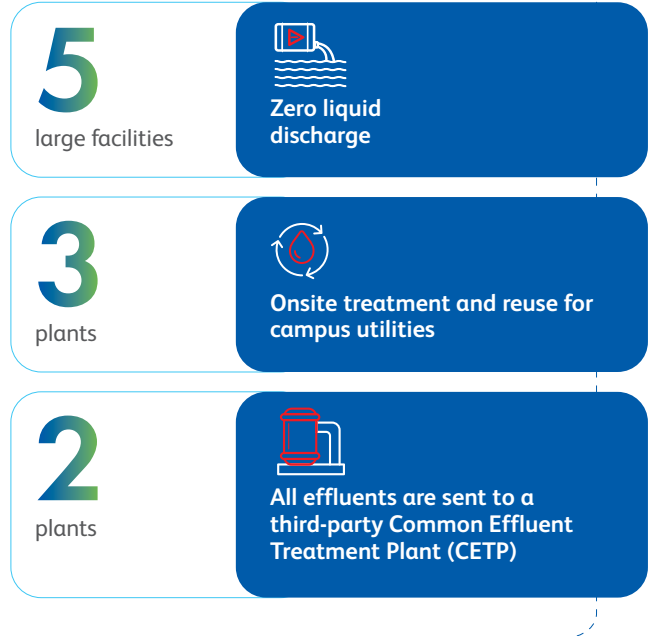 5
large facilities
Zero liquid
discharge
3
plants
Onsite treatment and reuse for
campus utilities
2
plants
All effluents are sent to a
third-party Common Effluent
Treatment Plant (CETP)